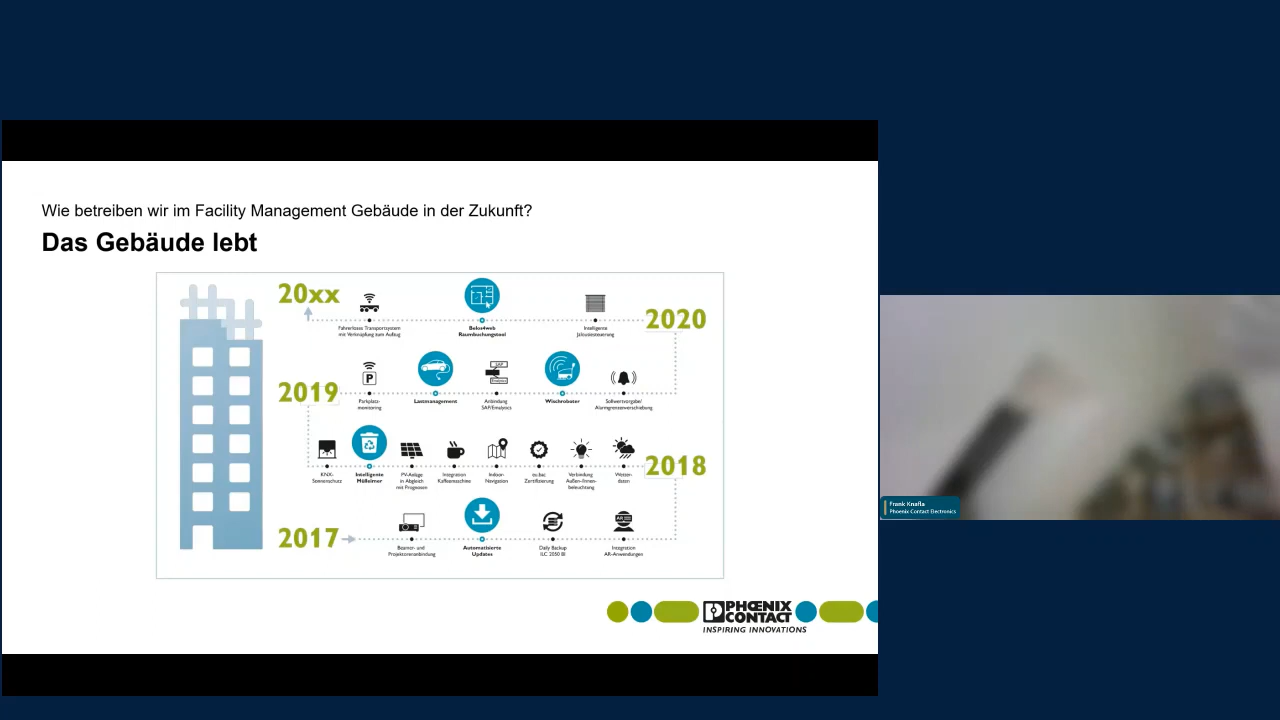 Wie betreiben wir im Facility Management Gebäude in der Zukunft?
Das Gebäude lebt
20xx
Fahrerloses Transportsystem
mit Verknüpfung zum Aufzug
Belos4web
Raumbuchungstool
Intelligente
Jalousiesteuerung
2020
2019
P
Parkplatz-
monitoring
Lastmanagement
SAP
Emalytics
Anbindung
SAP/Emalytics
Wischroboter
Sollwertvorgabe/
Alarmgrenzenverschiebung
KNX-
Sonnenschutz
Intelligente
Mülleimer
PV-Anlage
in Abgleich
mit Prognosen
Integration
Kaffeemaschine
Indoor-
Navigation
eu.bac
Zertifizierung
Verbindung
Außen-/Innen-
beleuchtung
Wetter-
daten
2018
2017
Beamer- und
Projektorenanbindung
Automatisierte
Updates
Daily Backup
ILC 2050 BI
AR
Integration
AR-Anwendungen
PHŒNIX
CONTACT
INSPIRING INNOVATIONS
Frank Knafla
Phoenix Contact Electronics